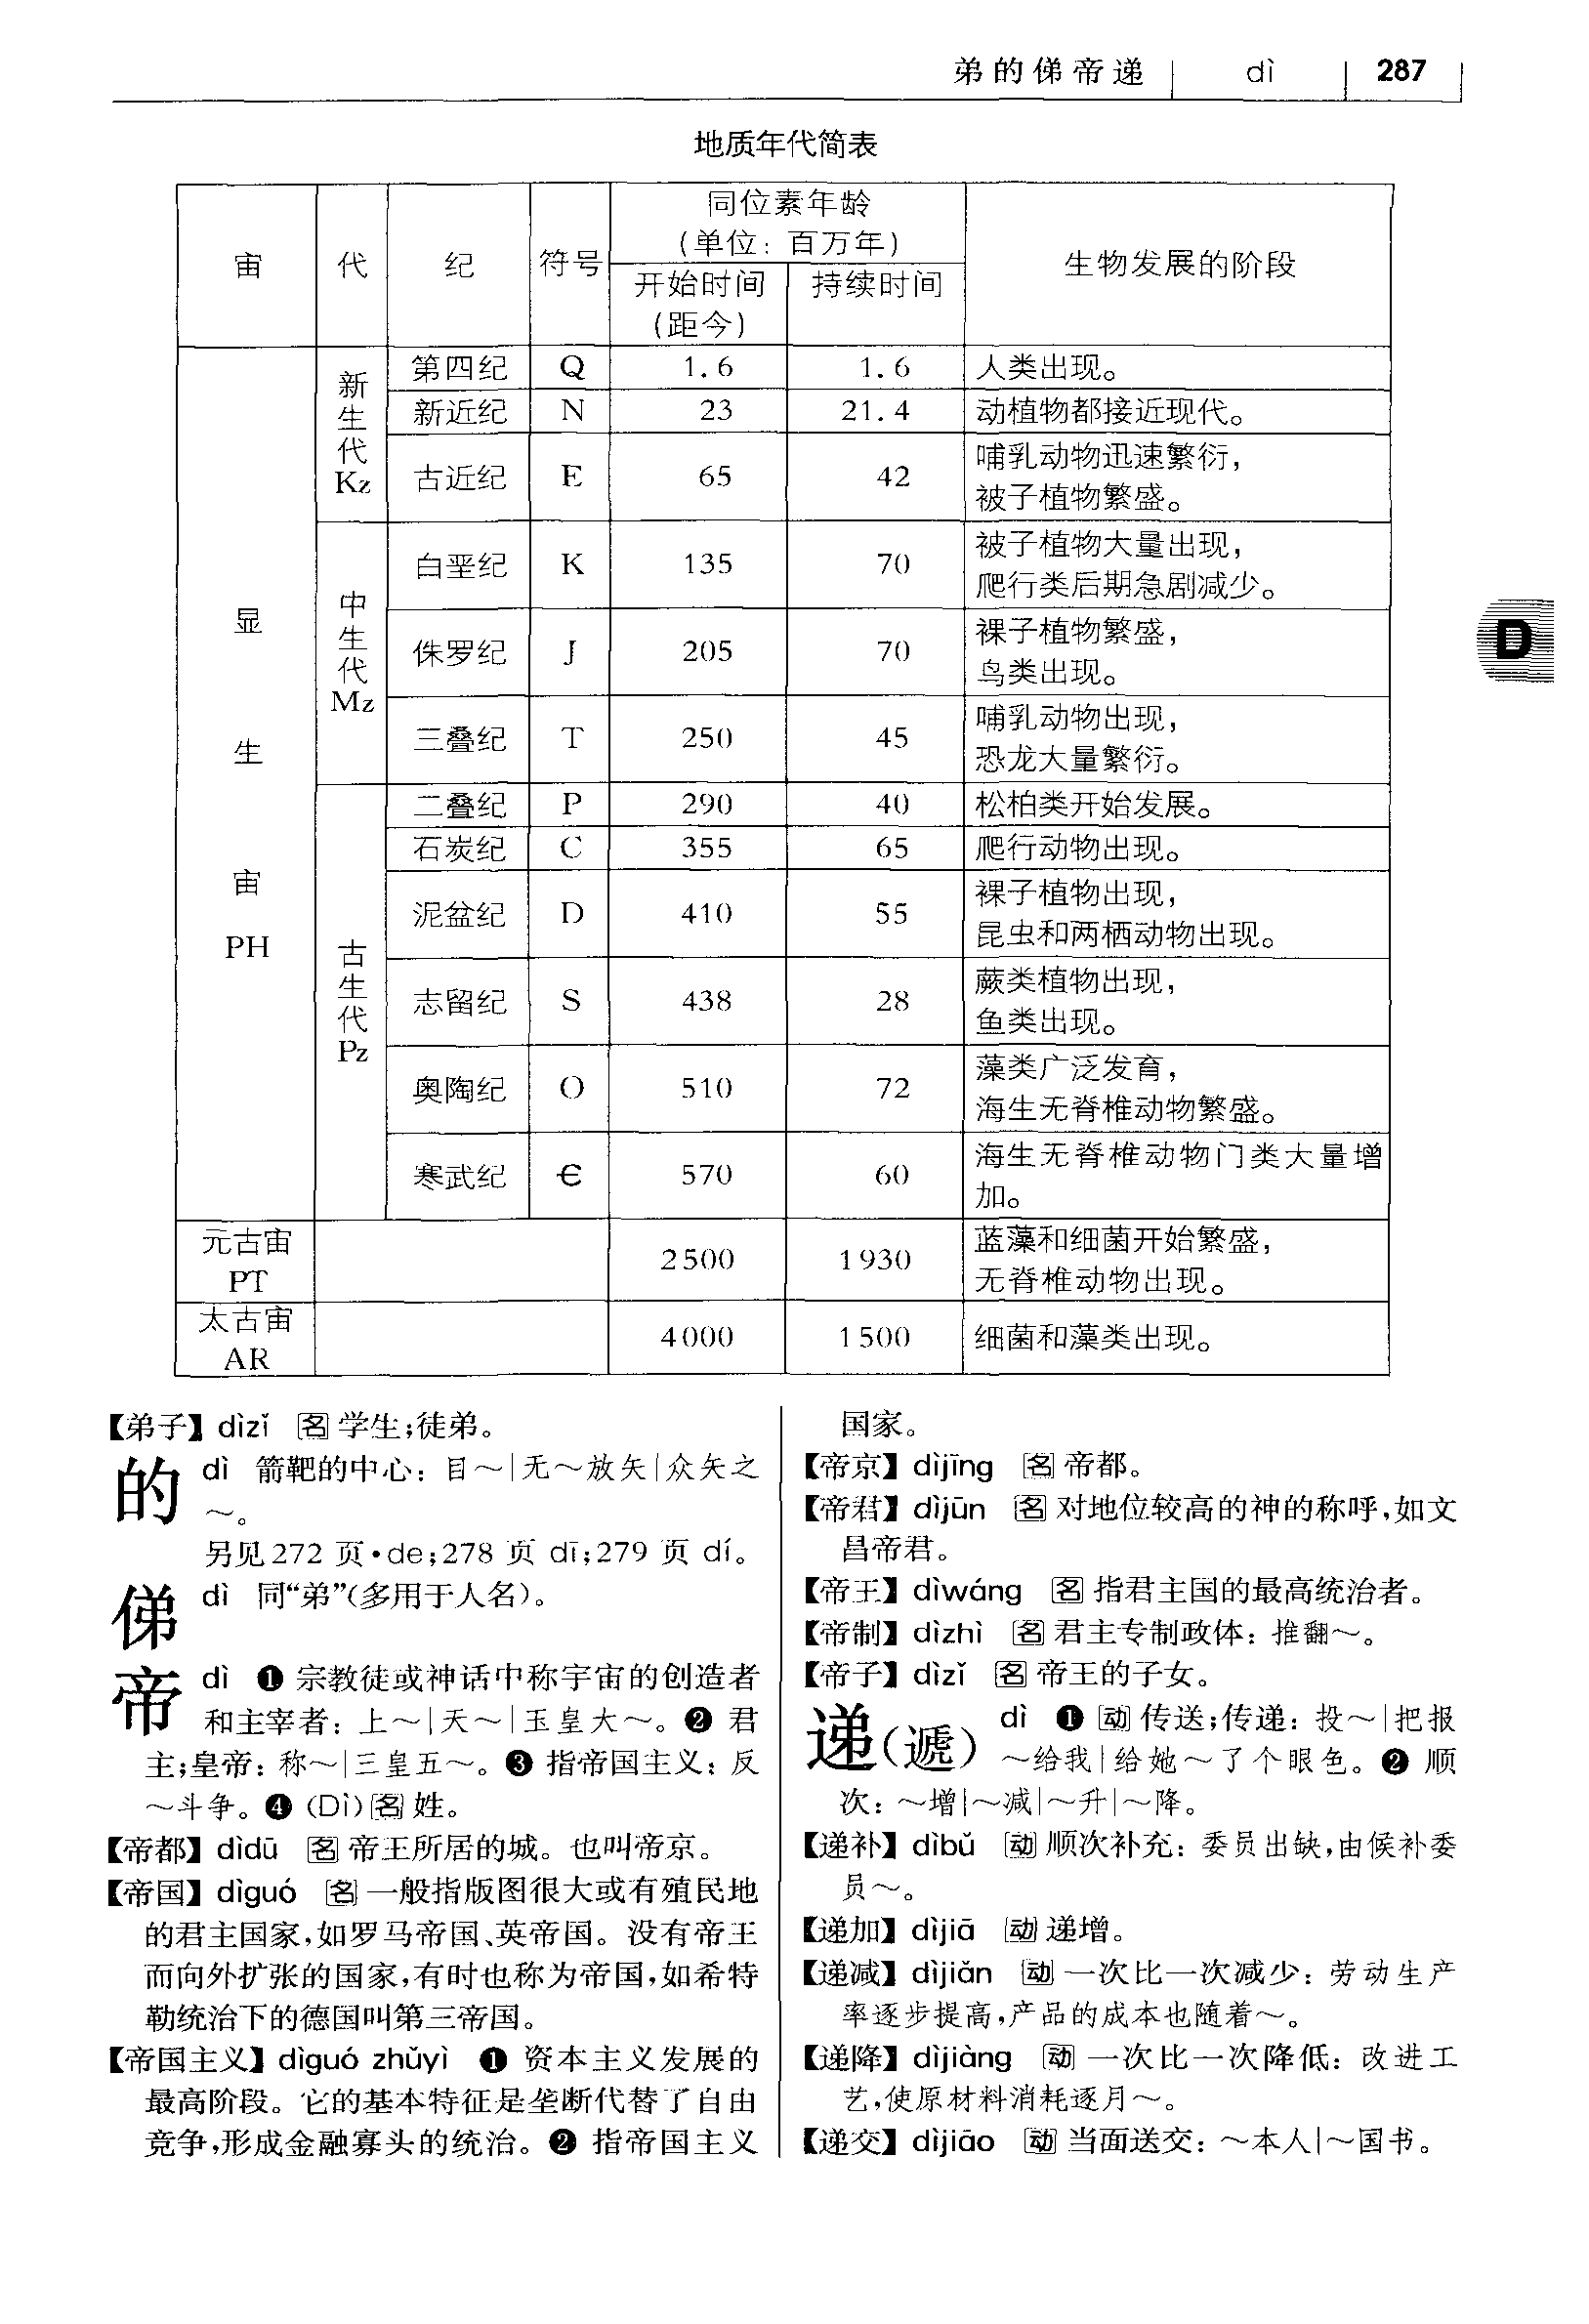 弟的俤帝递 dì 287
地质年代简表
宙 代 纪 符号 同位素年龄 生物发展的阶段
(单位：百万年)
开始时间 持续时间
(距今)
显生宙PH 新生代Kz 第四纪 Q 1.6 1.6 人类出现。
新近纪 N 23 21.4 动植物都接近现代。
古近纪 E 65 42 哺乳动物迅速繁衍，
被子植物繁盛。
中生代Mz 白垩纪 K 135 70 被子植物大量出现，
爬行类后期急剧减少。
侏罗纪 J 205 70 裸子植物繁盛，
鸟类出现。
三叠纪 T 250 45 哺乳动物出现，
恐龙大量繁衍。
古生代Pz 二叠纪 P 290 40 松柏类开始发展。
石炭纪 C 355 65 爬行动物出现。
泥盆纪 D 410 55 裸子植物出现，
昆虫和两栖动物出现。
志留纪 S 438 28 蕨类植物出现，
鱼类出现。
奥陶纪 O 510 72 藻类广泛发育，
海生无脊椎动物繁盛。
寒武纪 Є 570 60 海生无脊椎动物门类大量增
加。
元古宙 PT 2500 1930 蓝藻和细菌开始繁盛，
无脊椎动物出现。
太古宙 AR 4000 1500 细菌和藻类出现。
D
【弟子】dìzǐ 名 学生；徒弟。
的 dì 箭靶的中心：目～|无～放矢|众矢之
～。
另见272 页·de；278 页 dī；279 页 dí。
俤 dì 同“弟”(多用于人名)。
帝 dì ❶ 宗教徒或神话中称宇宙的创造者
和主宰者：上～|天～|玉皇大～。❷ 君
主；皇帝：称～|三皇五～。❸ 指帝国主义：反
～斗争。❹ (Dì) 名 姓。
【帝都】dìdū 名 帝王所居的城。也叫帝京。
【帝国】dìguó 名 一般指版图很大或有殖民地
的君主国家，如罗马帝国、英帝国。没有帝王
而向外扩张的国家，有时也称为帝国，如希特
勒统治下的德国叫第三帝国。
【帝国主义】dìguó zhǔyì ❶ 资本主义发展的
最高阶段。它的基本特征是垄断代替了自由
竞争，形成金融寡头的统治。❷ 指帝国主义
国家。
【帝京】dìjīng 名 帝都。
【帝君】dìjūn 名 对地位较高的神的称呼，如文
昌帝君。
【帝王】dìwáng 名 指君主国的最高统治者。
【帝制】dìzhì 名 君主专制政体：推翻～。
【帝子】dìzǐ 名 帝王的子女。
递(遞) dì ❶ 动 传送；传递：投～|把报
～给我|给她～了个眼色。❷ 顺
次：～增|～减|～升|～降。
【递补】dìbǔ 动 顺次补充：委员出缺，由候补委
员～。
【递加】dìjiā 动 递增。
【递减】dìjiǎn 动 一次比一次减少：劳动生产
率逐步提高，产品的成本也随着～。
【递降】dìjiàng 动 一次比一次降低：改进工
艺，使原材料消耗逐月～。
【递交】dìjiāo 动 当面送交：～本人|～国书。